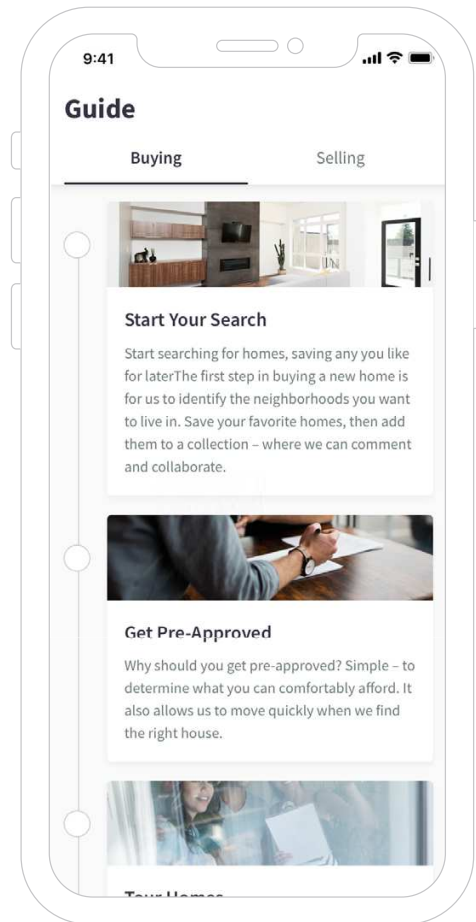 9:41
Guide
Buying Selling
Start Your Search
Start searching for homes, saving any you like
for laterThe first step in buying a new home is
for us to identify the neighborhoods you want
to live in. Save your favorite homes, then add
them to a collection – where we can comment
and collaborate.
Get Pre-Approved
Why should you get pre-approved? Simple – to
determine what you can comfortably afford. It
also allows us to move quickly when we find
the right house.
Tour Homes